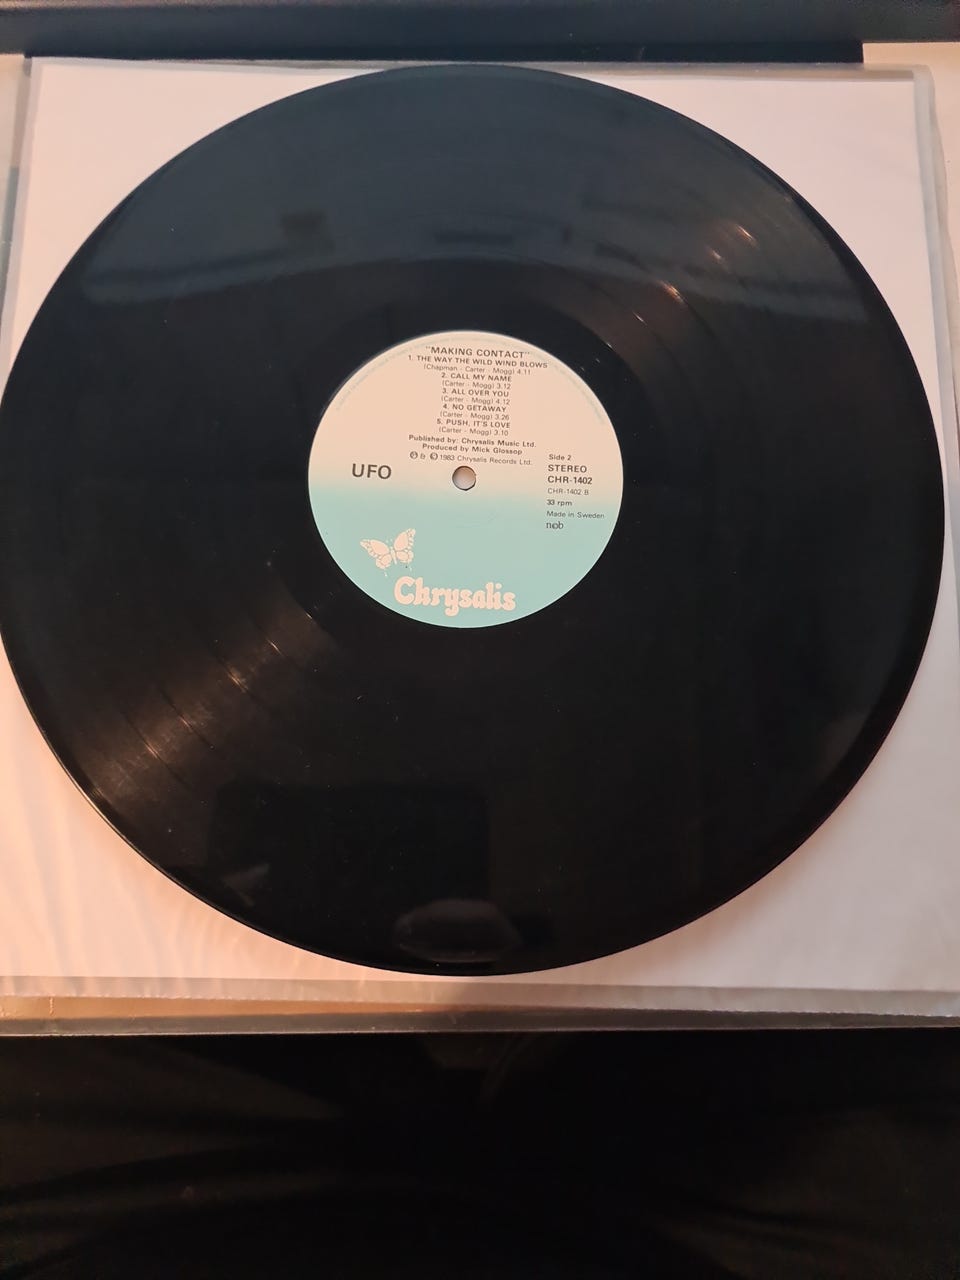 "MAKING CONTACT"
1. THE WAY THE WILD WIND BLOWS
(Chapman - Carter - Mogg) 4.11
2. CALL MY NAME
(Carter - Mogg) 3.12
3. ALL OVER YOU
(Carter - Mogg) 4.12
4. NO GETAWAY
(Carter - Mogg) 3.26
5. PUSH, IT'S LOVE
(Carter - Mogg) 3.10
Published by: Chrysalis Music Ltd.
Produced by Mick Glossop
Ⓟ & © 1983 Chrysalis Records Ltd.
UFO
Side 2
STEREO
CHR-1402
CHR-1402 B
33 rpm
Made in Sweden
ncb
Chrysalis